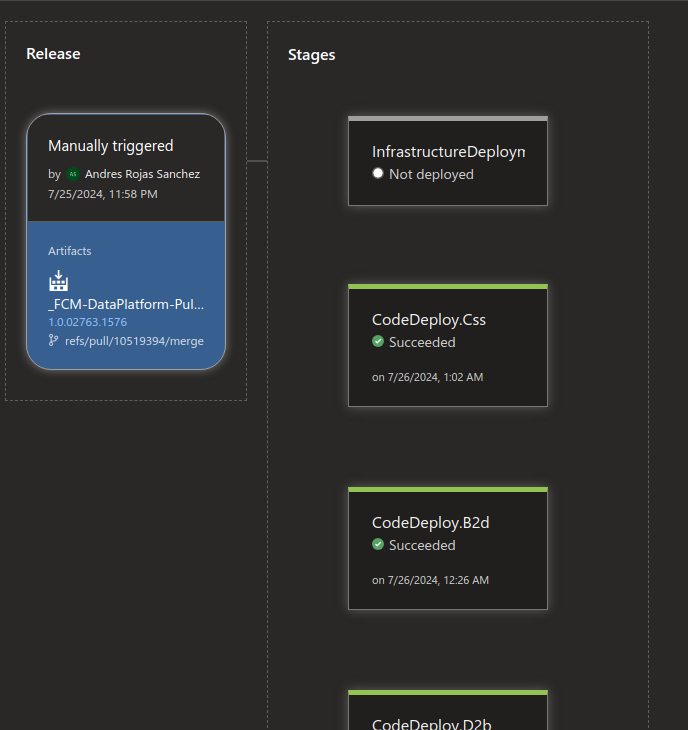 Release
Stages
Manually triggered
by AS Andres Rojas Sanchez
7/25/2024, 11:58 PM
Artifacts
_FCM-DataPlatform-Pul...
1.0.02763.1576
refs/pull/10519394/merge
InfrastructureDeployn
Not deployed
CodeDeploy.Css
Succeeded
on 7/26/2024, 1:02 AM
CodeDeploy.B2d
Succeeded
on 7/26/2024, 12:26 AM
CodeDeploy.D2b